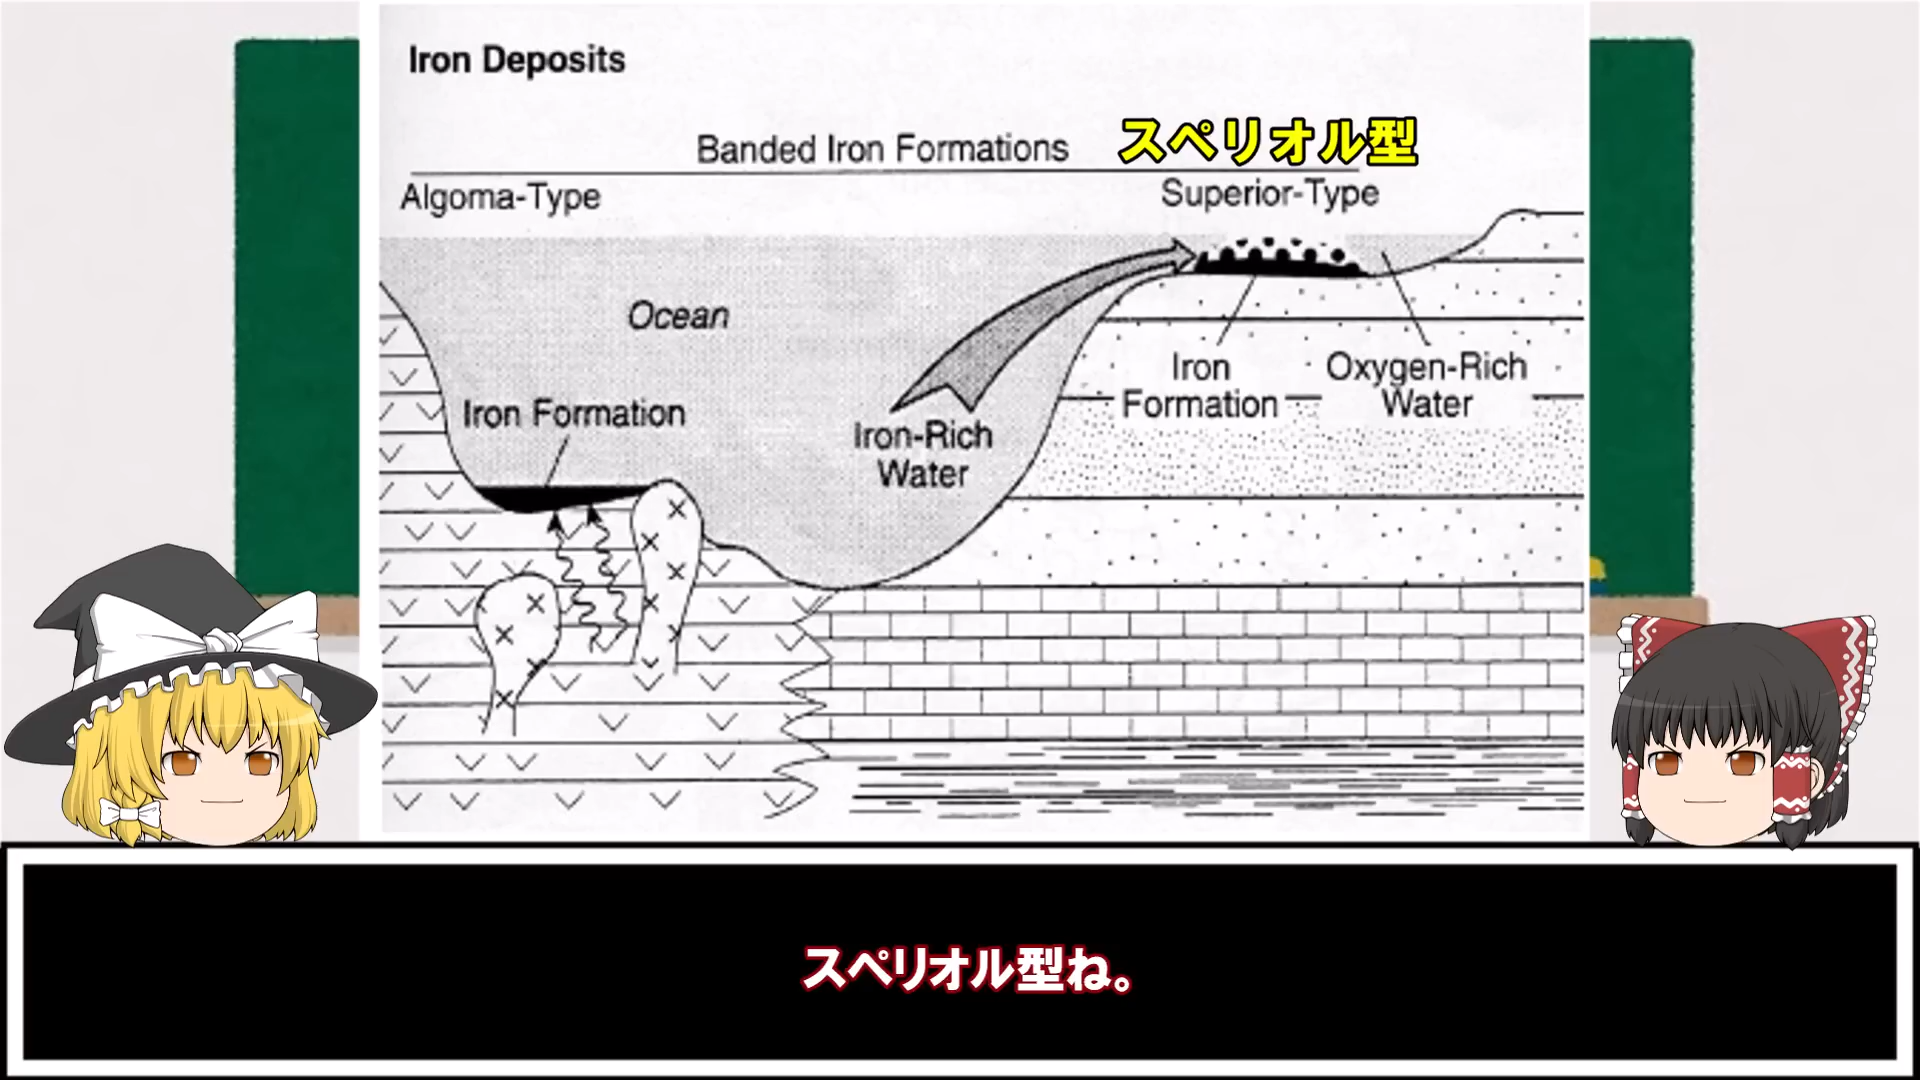 Iron Deposits
Banded Iron Formations
スペリオル型
Algoma-Type
Superior-Type
Ocean
Iron Formation
Iron-Rich
Water
Iron
Formation
Oxygen-Rich
Water
スペリオル型ね。